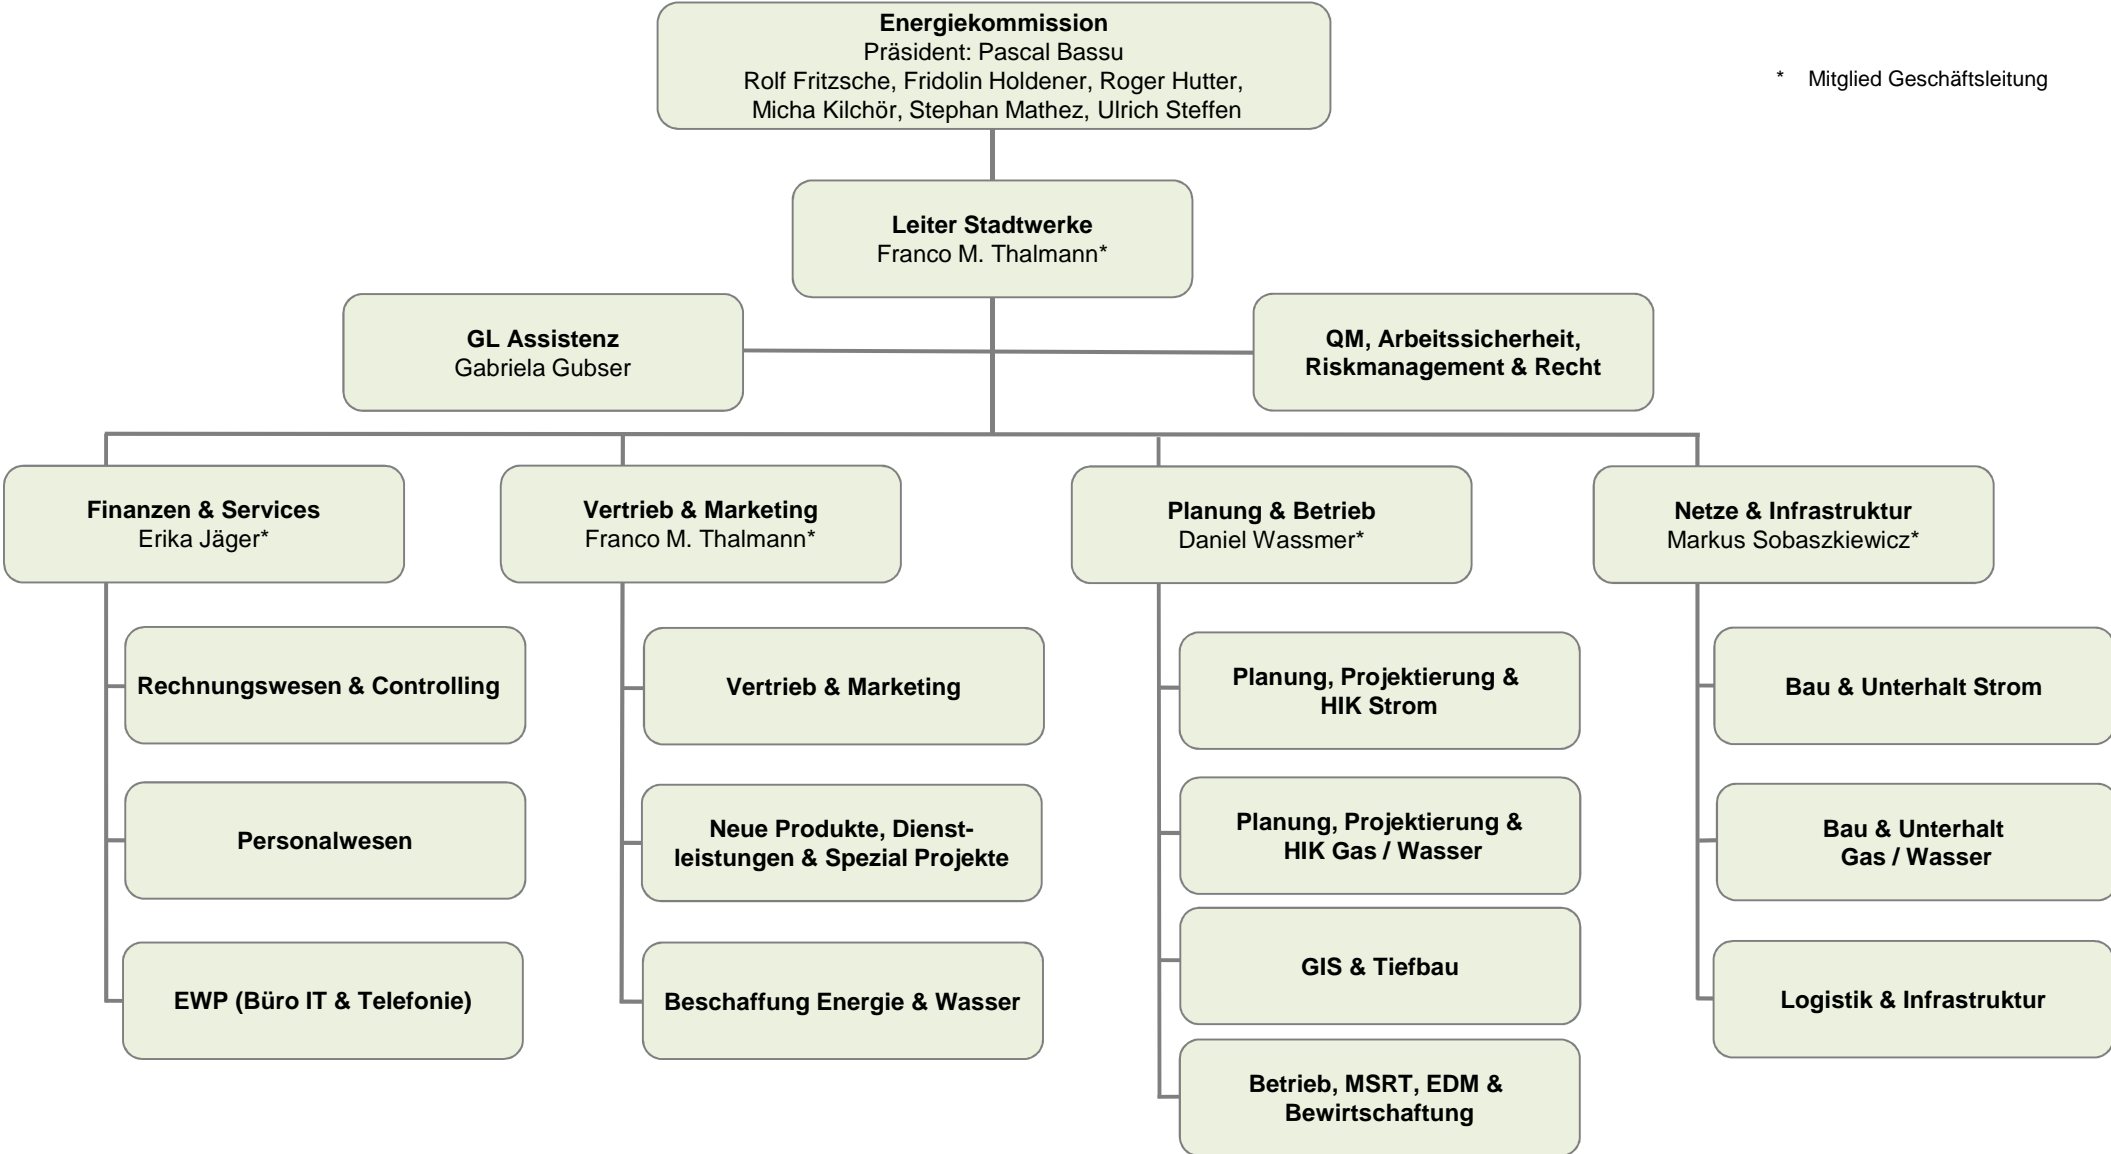 Energiekommission
Präsident: Pascal Bassu
Rolf Fritzsche, Fridolin Holdener, Roger Hutter,
Micha Kilchör, Stephan Mathez, Ulrich Steffen
* Mitglied Geschäftsleitung
Leiter Stadtwerke
Franco M. Thalmann*
GL Assistenz
Gabriela Gubser
QM, Arbeitssicherheit,
Riskmanagement & Recht
Finanzen & Services
Erika Jäger*
Vertrieb & Marketing
Franco M. Thalmann*
Planung & Betrieb
Daniel Wassmer*
Netze & Infrastruktur
Markus Sobaszkiewicz*
Rechnungswesen & Controlling
Personalwesen
EWP (Büro IT & Telefonie)
Vertrieb & Marketing
Neue Produkte, Dienst-
leistungen & Spezial Projekte
Beschaffung Energie & Wasser
Planung, Projektierung &
HIK Strom
Planung, Projektierung &
HIK Gas / Wasser
GIS & Tiefbau
Betrieb, MSRT, EDM &
Bewirtschaftung
Bau & Unterhalt Strom
Bau & Unterhalt
Gas / Wasser
Logistik & Infrastruktur